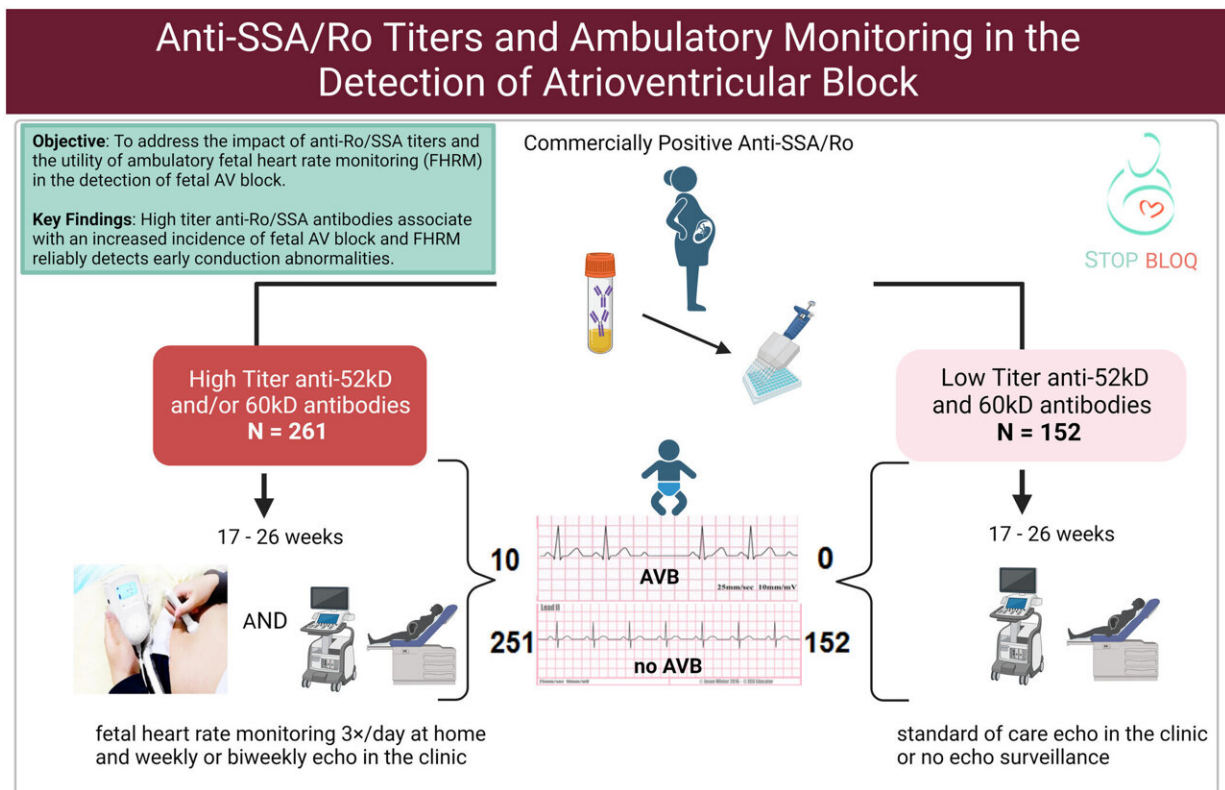 Anti-SSA/Ro Titers and Ambulatory Monitoring in the
Detection of Atrioventricular Block
Objective: To address the impact of anti-Ro/SSA titers and
the utility of ambulatory fetal heart rate monitoring (FHRM)
in the detection of fetal AV block.
Key Findings: High titer anti-Ro/SSA antibodies associate
with an increased incidence of fetal AV block and FHRM
reliably detects early conduction abnormalities.
Commercially Positive Anti-SSA/Ro
STOP BLOQ
High Titer anti-52kD
and/or 60kD antibodies
N = 261
Low Titer anti-52kD
and 60kD antibodies
N = 152
17 - 26 weeks
AND
fetal heart rate monitoring 3×/day at home
and weekly or biweekly echo in the clinic
10
AVB
25mm/sec 10mm/mV
0
Lead II
251
no AVB
152
17 - 26 weeks
standard of care echo in the clinic
or no echo surveillance